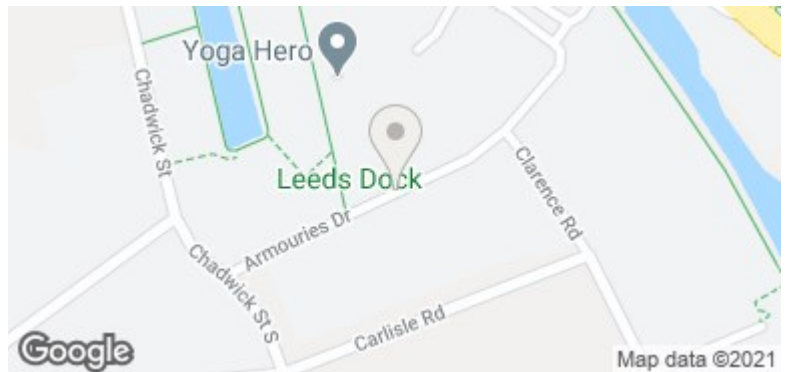 Yoga Hero
Chadwick St
Leeds Dock
Clarence Rd
Armouries Dr
Chadwick St S
Carlisle Rd
Google
Map data ©2021